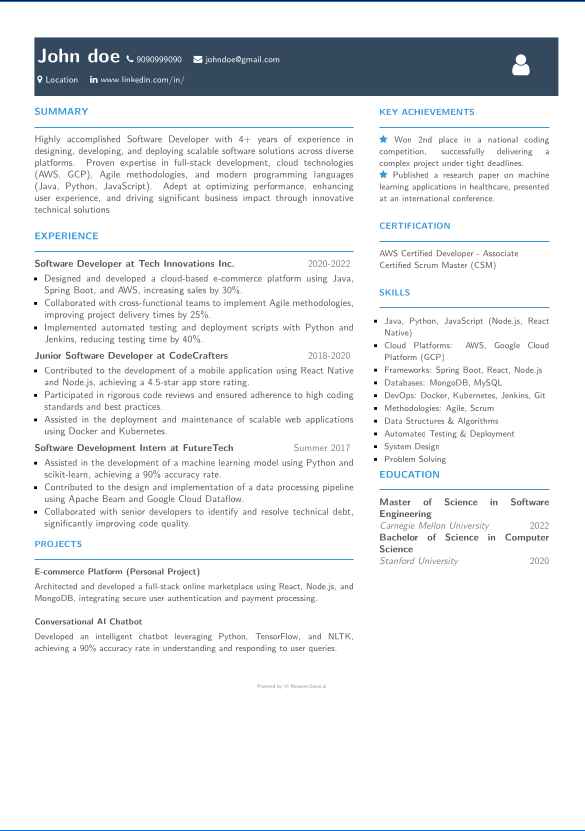 John doe 9090999090 johndoe@gmail.com
Location www.linkedin.com/in/
SUMMARY
Highly accomplished Software Developer with 4+ years of experience in
designing, developing, and deploying scalable software solutions across diverse
platforms. Proven expertise in full-stack development, cloud technologies
(AWS, GCP), Agile methodologies, and modern programming languages
(Java, Python, JavaScript). Adept at optimizing performance, enhancing
user experience, and driving significant business impact through innovative
technical solutions.
EXPERIENCE
Software Developer at Tech Innovations Inc. 2020-2022
Designed and developed a cloud-based e-commerce platform using Java,
Spring Boot, and AWS, increasing sales by 30%.
Collaborated with cross-functional teams to implement Agile methodologies,
improving project delivery times by 25%.
Implemented automated testing and deployment scripts with Python and
Jenkins, reducing testing time by 40%.
Junior Software Developer at CodeCrafters 2018-2020
Contributed to the development of a mobile application using React Native
and Node.js, achieving a 4.5-star app store rating.
Participated in rigorous code reviews and ensured adherence to high coding
standards and best practices.
Assisted in the deployment and maintenance of scalable web applications
using Docker and Kubernetes.
Software Development Intern at FutureTech Summer 2017
Assisted in the development of a machine learning model using Python and
scikit-learn, achieving a 90% accuracy rate.
Contributed to the design and implementation of a data processing pipeline
using Apache Beam and Google Cloud Dataflow.
Collaborated with senior developers to identify and resolve technical debt,
significantly improving code quality.
PROJECTS
E-commerce Platform (Personal Project)
Architected and developed a full-stack online marketplace using React, Node.js, and
MongoDB, integrating secure user authentication and payment processing.
Conversational AI Chatbot
Developed an intelligent chatbot leveraging Python, TensorFlow, and NLTK,
achieving a 90% accuracy rate in understanding and responding to user queries.
KEY ACHIEVEMENTS
Won 2nd place in a national coding
competition, successfully delivering a
complex project under tight deadlines.
Published a research paper on machine
learning applications in healthcare, presented
at an international conference.
CERTIFICATION
AWS Certified Developer - Associate
Certified Scrum Master (CSM)
SKILLS
Java, Python, JavaScript (Node.js, React
Native)
Cloud Platforms: AWS, Google Cloud
Platform (GCP)
Frameworks: Spring Boot, React, Node.js
Databases: MongoDB, MySQL
DevOps: Docker, Kubernetes, Jenkins, Git
Methodologies: Agile, Scrum
Data Structures & Algorithms
Automated Testing & Deployment
System Design
Problem Solving
EDUCATION
Master of Science in Software
Engineering
Carnegie Mellon University 2022
Bachelor of Science in Computer
Science
Stanford University 2020
Powered by Resume-Genie.ai